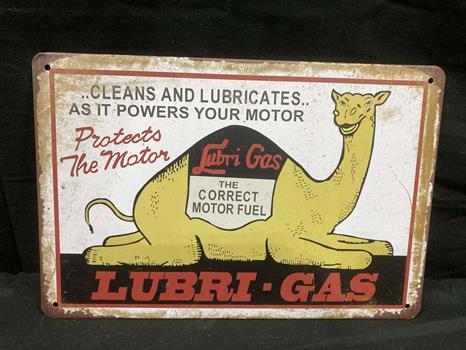 ..CLEANS AND LUBRICATES..
AS IT POWERS YOUR MOTOR
Protects
The Motor
Lubri Gas
THE
CORRECT
MOTOR FUEL
LUBRI-GAS